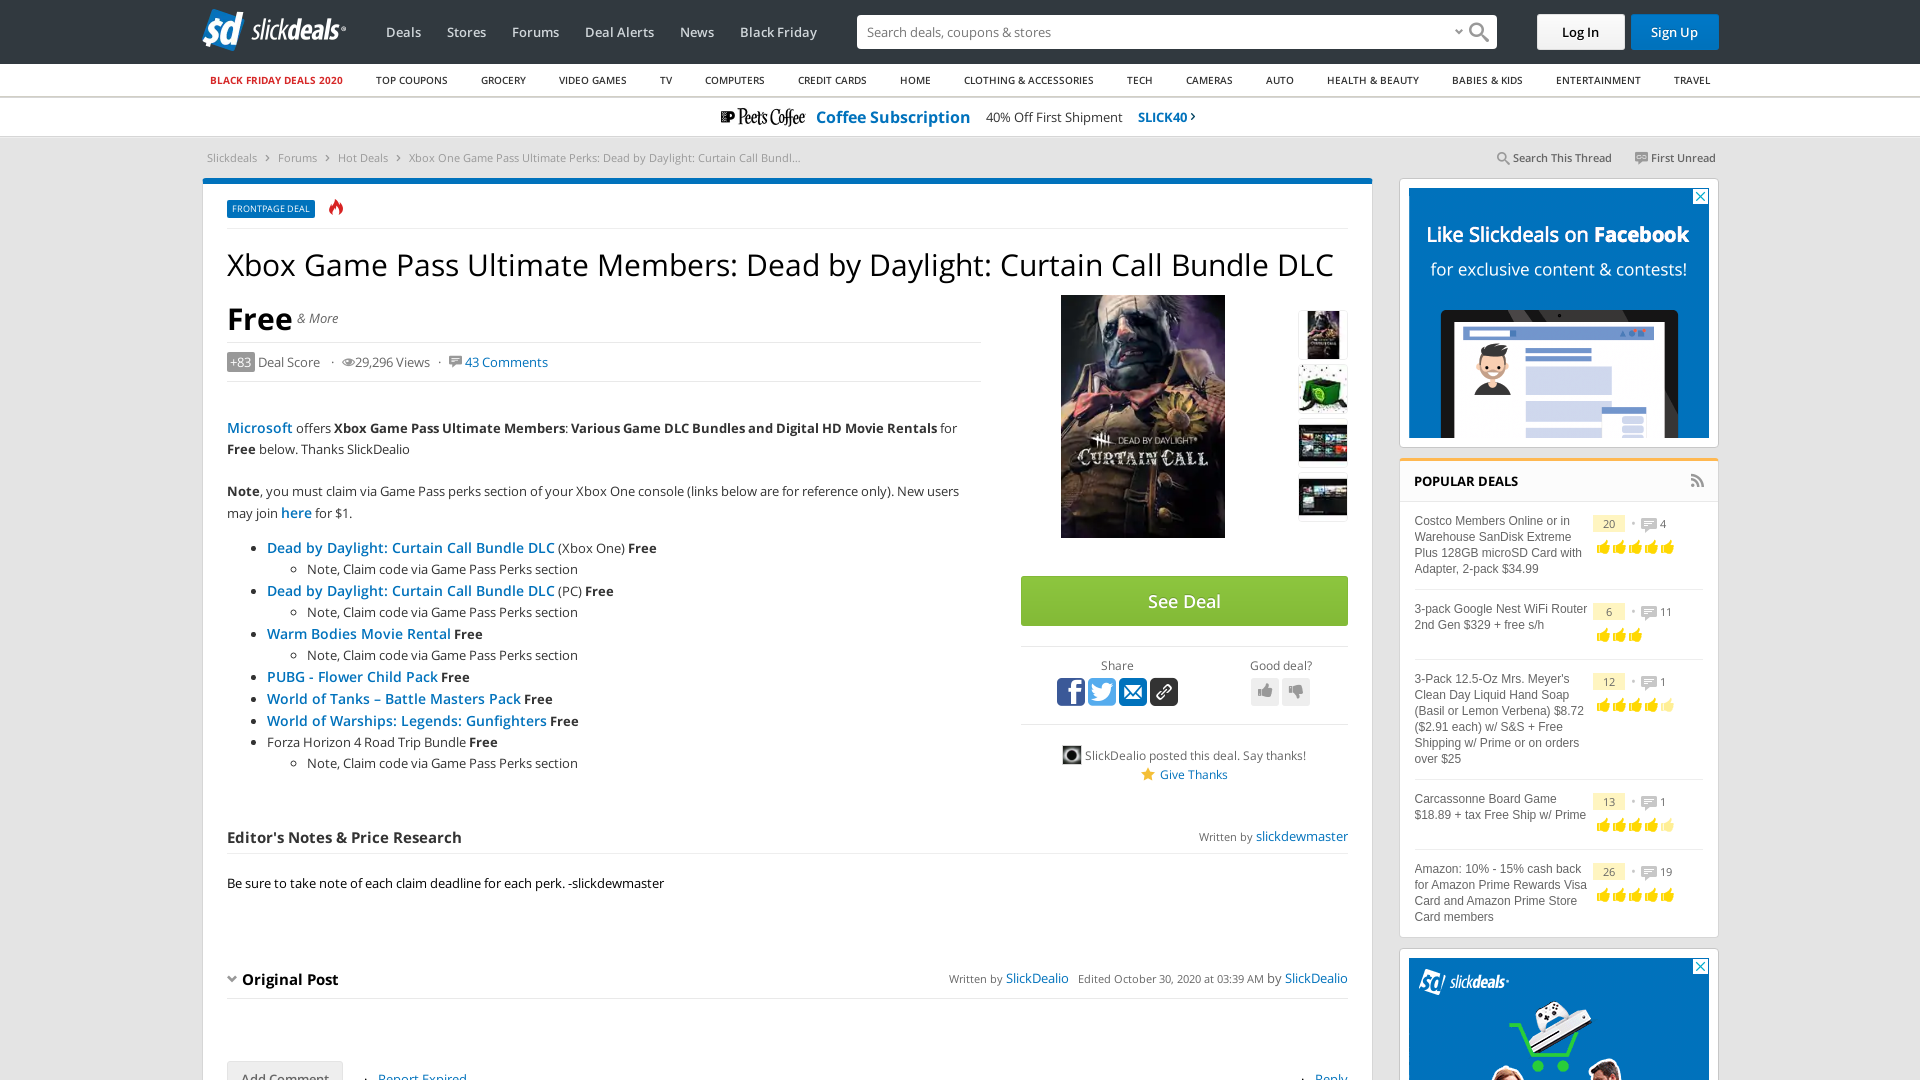 slickdeals
Deals
Stores
Forums
Deal Alerts
News
Black Friday
Search deals, coupons & stores
Log In
Sign Up
BLACK FRIDAY DEALS 2020
TOP COUPONS
GROCERY
VIDEO GAMES
TV
COMPUTERS
CREDIT CARDS
HOME
CLOTHING & ACCESSORIES
TECH
CAMERAS
AUTO
HEALTH & BEAUTY
BABIES & KIDS
ENTERTAINMENT
TRAVEL
Peet's Coffee Coffee Subscription 40% Off First Shipment SLICK40
Slickdeals > Forums > Hot Deals > Xbox One Game Pass Ultimate Perks: Dead by Daylight: Curtain Call Bundl...
Search This Thread
First Unread
FRONTPAGE DEAL
Xbox Game Pass Ultimate Members: Dead by Daylight: Curtain Call Bundle DLC
Free & More
+83 Deal Score · 29,296 Views · 43 Comments
Microsoft offers Xbox Game Pass Ultimate Members: Various Game DLC Bundles and Digital HD Movie Rentals for
Free below. Thanks SlickDealio
Note, you must claim via Game Pass perks section of your Xbox One console (links below are for reference only). New users
may join here for $1.
Dead by Daylight: Curtain Call Bundle DLC (Xbox One) Free
Note, Claim code via Game Pass Perks section
Dead by Daylight: Curtain Call Bundle DLC (PC) Free
Note, Claim code via Game Pass Perks section
Warm Bodies Movie Rental Free
Note, Claim code via Game Pass Perks section
PUBG - Flower Child Pack Free
World of Tanks – Battle Masters Pack Free
World of Warships: Legends: Gunfighters Free
Forza Horizon 4 Road Trip Bundle Free
Note, Claim code via Game Pass Perks section
DEAD BY DAYLIGHT
CURTAIN CALL
See Deal
Share
Good deal?
SlickDealio posted this deal. Say thanks!
Give Thanks
Editor's Notes & Price Research
Written by slickdewmaster
Be sure to take note of each claim deadline for each perk. -slickdewmaster
Original Post
Written by SlickDealio Edited October 30, 2020 at 03:39 AM by SlickDealio
Add Comment
Report Expired
Reply
Like Slickdeals on Facebook
for exclusive content & contests!
POPULAR DEALS
Costco Members Online or in
Warehouse SanDisk Extreme
Plus 128GB microSD Card with
Adapter, 2-pack $34.99
20 • 4
3-pack Google Nest WiFi Router
2nd Gen $329 + free s/h
6 • 11
3-Pack 12.5-Oz Mrs. Meyer's
Clean Day Liquid Hand Soap
(Basil or Lemon Verbena) $8.72
($2.91 each) w/ S&S + Free
Shipping w/ Prime or on orders
over $25
12 • 1
Carcassonne Board Game
$18.89 + tax Free Ship w/ Prime
13 • 1
Amazon: 10% - 15% cash back
for Amazon Prime Rewards Visa
Card and Amazon Prime Store
Card members
26 • 19
slickdeals